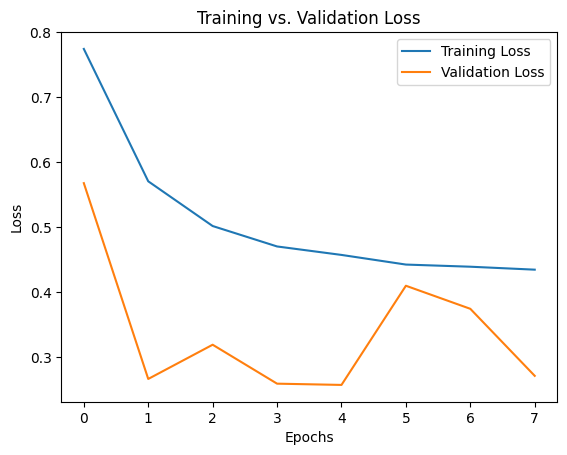 Training vs. Validation Loss
Training Loss
Validation Loss
0.8
0.7
0.6
0.5
0.4
0.3
Loss
0 1 2 3 4 5 6 7
Epochs